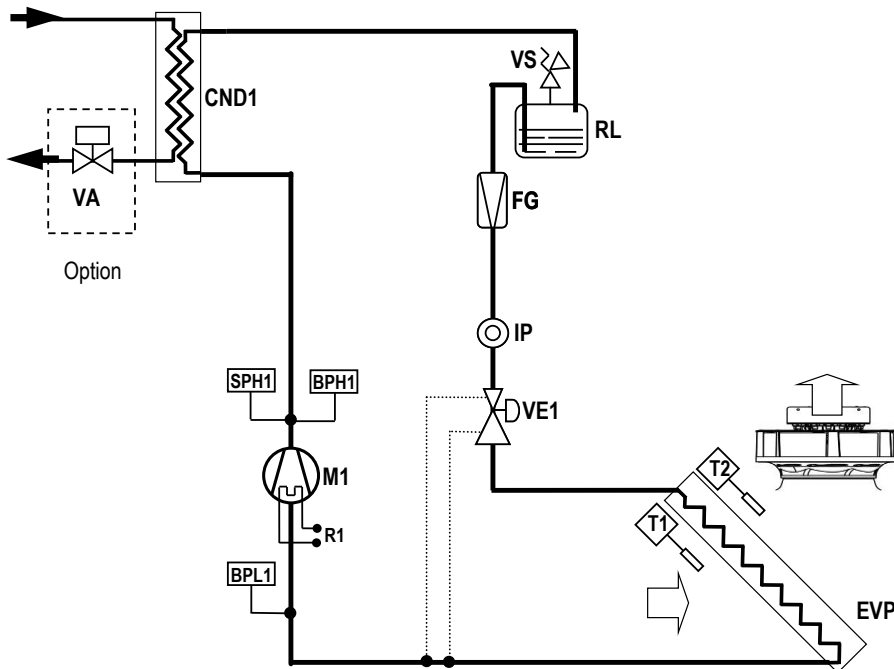 VS
CND1
RL
VA
FG
Option
IP
SPH1
BPH1
VE1
T2
M1
T1
R1
BPL1
EVP